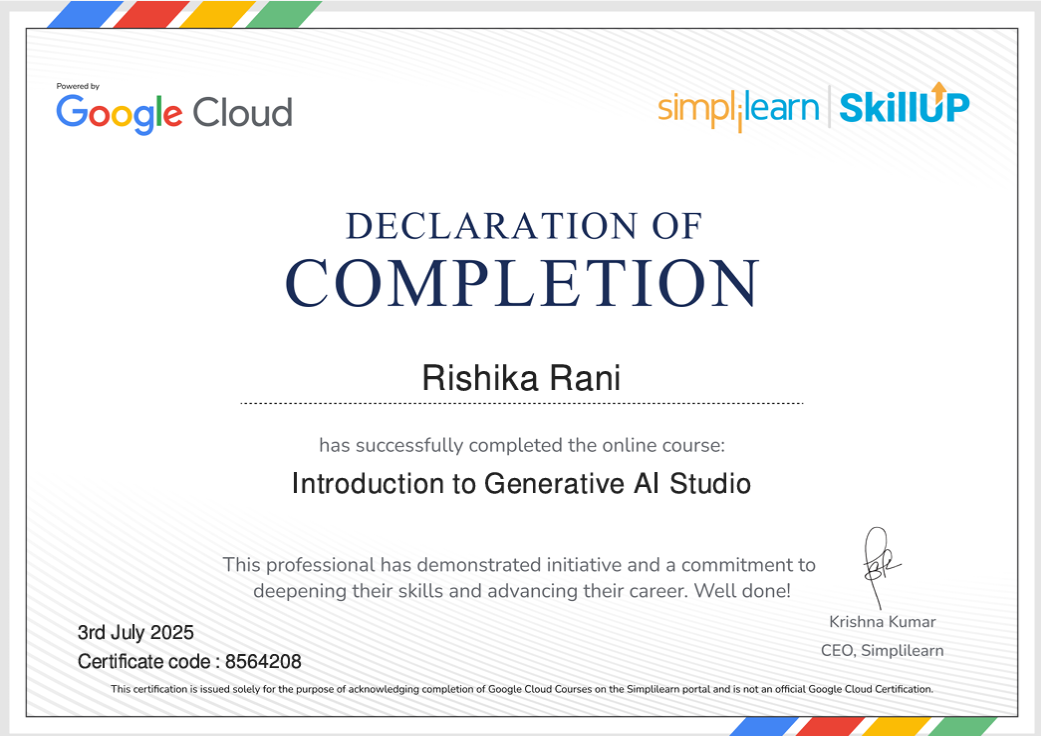 Powered by
Google Cloud
simplilearn | SkillUP
DECLARATION OF
COMPLETION
Rishika Rani
has successfully completed the online course:
Introduction to Generative AI Studio
This professional has demonstrated initiative and a commitment to
deepening their skills and advancing their career. Well done!
Krishna Kumar
CEO, Simplilearn
3rd July 2025
Certificate code : 8564208
This certification is issued solely for the purpose of acknowledging completion of Google Cloud Courses on the Simplilearn portal and is not an official Google Cloud Certification.